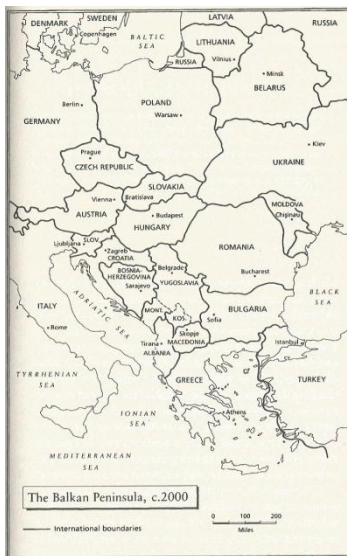 DENMARK
SWEDEN
Copenhagen
BALTIC
SEA
LATVIA
LITHUANIA
Vilnius
RUSSIA
RUSSIA
Minsk
BELARUS
Berlin
GERMANY
POLAND
Warsaw
Kiev
UKRAINE
Prague
CZECH REPUBLIC
SLOVAKIA
Vienna
Bratislava
AUSTRIA
Budapest
HUNGARY
MOLDOVA
Chişinau
Ljubljana
SLOV.
Zagreb
CROATIA
ROMANIA
BOSNIA-
HERZEGOVINA
Sarajevo
Belgrade
YUGOSLAVIA
Bucharest
BLACK
SEA
ITALY
Rome
ADRIATIC SEA
MONT.
KOS.
Sofia
BULGARIA
Skopje
MACEDONIA
Tirana
ALBANIA
Istanbul
TYRRHENIAN
SEA
GREECE
TURKEY
IONIAN
SEA
Athens
MEDITERRANEAN
SEA
The Balkan Peninsula, c.2000
International boundaries
0 100 200
Miles